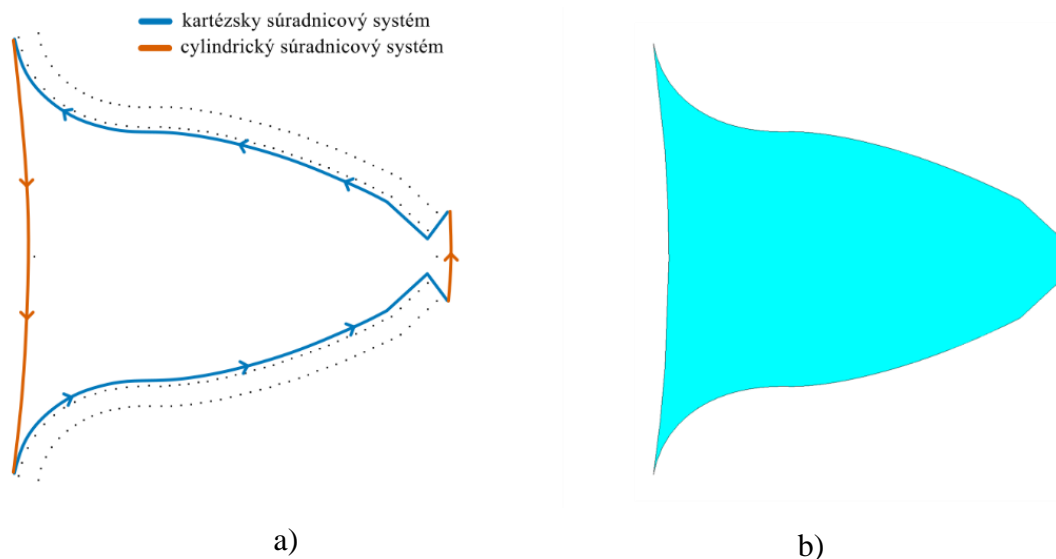 kartézsky súradnicový systém
cylindrický súradnicový systém
a)
b)